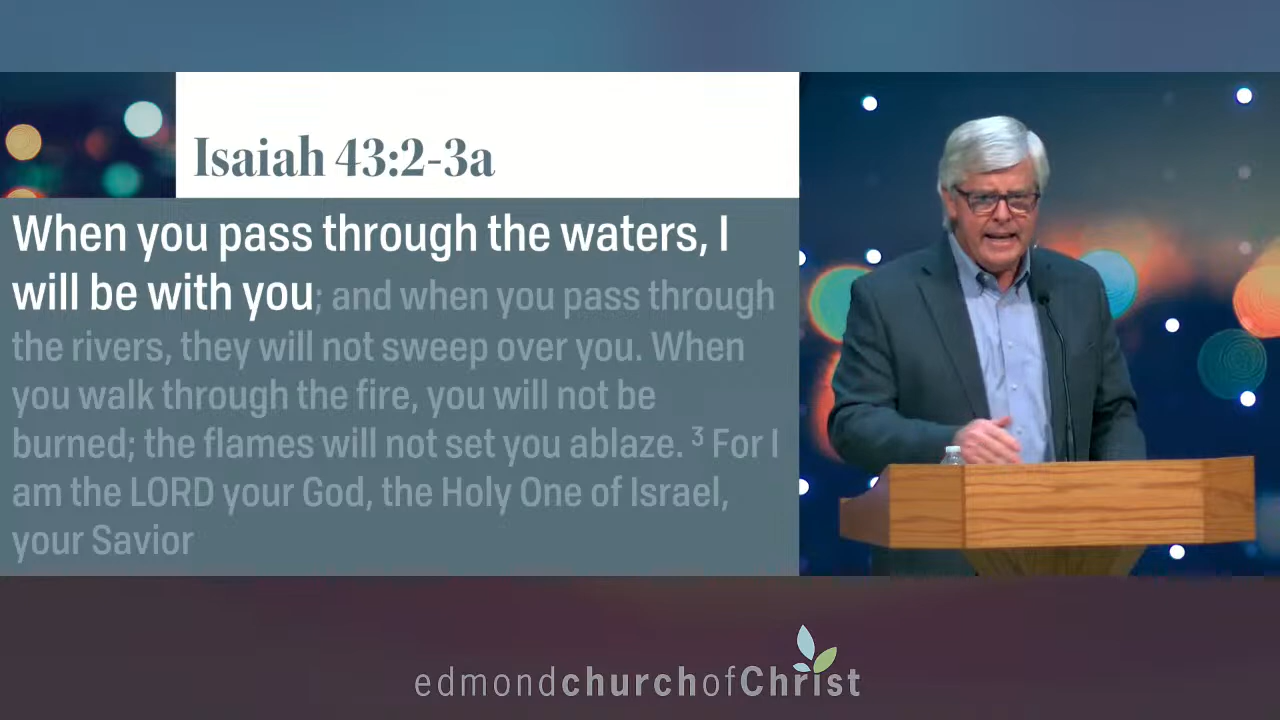 Isaiah 43:2-3a
When you pass through the waters, I
will be with you; and when you pass through
the rivers, they will not sweep over you. When
you walk through the fire, you will not be
burned; the flames will not set you ablaze. ³ For I
am the LORD your God, the Holy One of Israel,
your Savior
edmondchurchofChrist